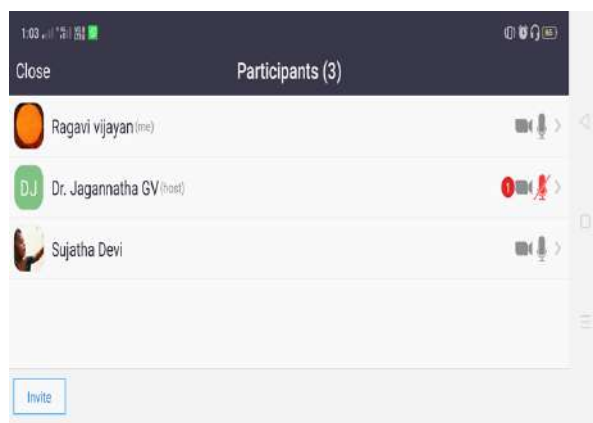 1:03
Close
Participants (3)
Ragavi vijayan (me)
DJ
Dr. Jagannatha GV (host)
1
Sujatha Devi
Invite